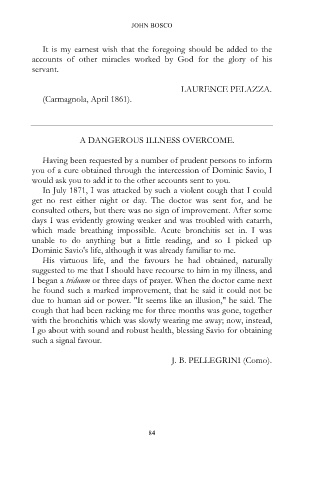 JOHN BOSCO
It is my earnest wish that the foregoing should be added to the
accounts of other miracles worked by God for the glory of his
servant.
LAURENCE PELAZZA.
(Carmagnola, April 1861).
A DANGEROUS ILLNESS OVERCOME.
Having been requested by a number of prudent persons to inform
you of a cure obtained through the intercession of Dominic Savio, I
would ask you to add it to the other accounts sent to you.
In July 1871, I was attacked by such a violent cough that I could
get no rest either night or day. The doctor was sent for, and he
consulted others, but there was no sign of improvement. After some
days I was evidently growing weaker and was troubled with catarrh,
which made breathing impossible. Acute bronchitis set in. I was
unable to do anything but a little reading, and so I picked up
Dominic Savio's life, although it was already familiar to me.
His virtuous life, and the favours he had obtained, naturally
suggested to me that I should have recourse to him in my illness, and
I began a triduum or three days of prayer. When the doctor came next
he found such a marked improvement, that he said it could not be
due to human aid or power. "It seems like an illusion," he said. The
cough that had been racking me for three months was gone, together
with the bronchitis which was slowly wearing me away; now, instead,
I go about with sound and robust health, blessing Savio for obtaining
such a signal favour.
J. B. PELLEGRINI (Como).
84